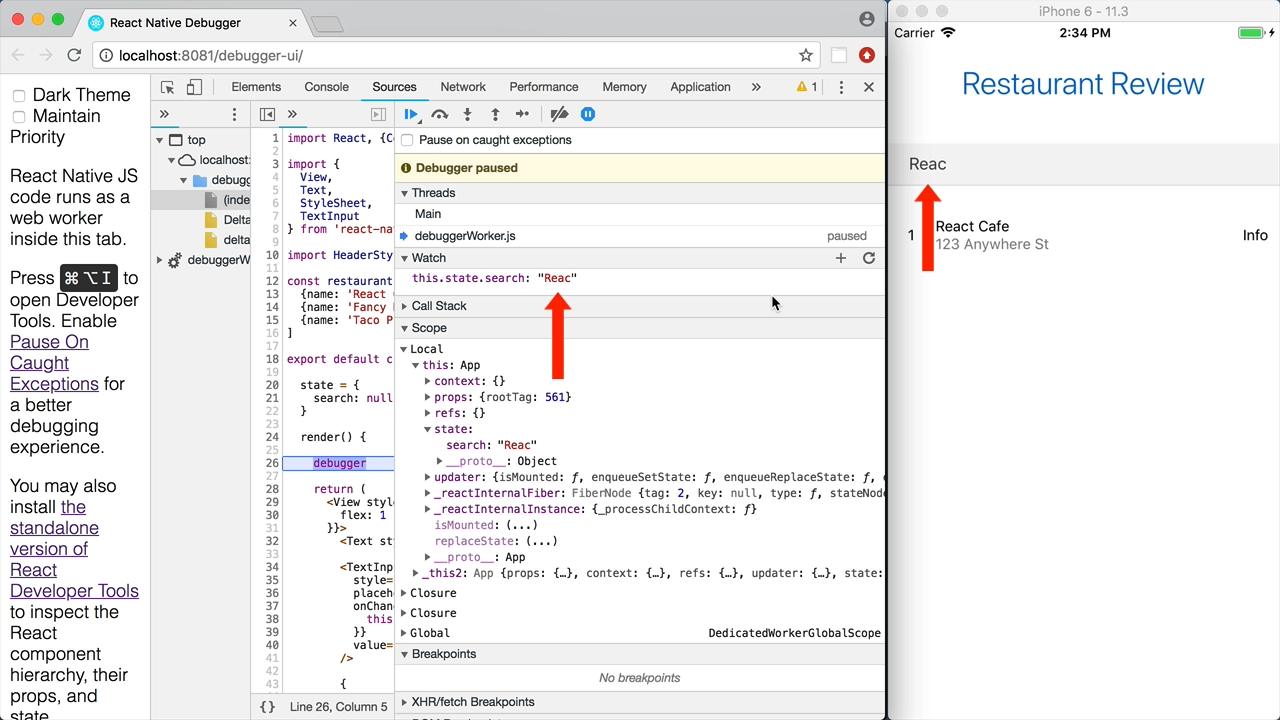 React Native Debugger
localhost:8081/debugger-ui/
Dark Theme
Maintain
Priority
React Native JS
code runs as a
web worker
inside this tab.
Press ⌘⌥I to
open Developer
Tools. Enable
Pause On
Caught
Exceptions for
a better
debugging
experience.
You may also
install the
standalone
version of
React
Developer Tools
to inspect the
React
component
hierarchy, their
props, and
state.
Elements Console Sources Network Performance Memory Application » 1
»
top
localhost:
debugg
(inde
Delta
delta
debuggerW
»
1 import React, {C
2
3 import {
4 View,
5 Text,
6 StyleSheet,
7 TextInput
8 } from 'react-na
9
10 import HeaderSty
11
12 const restaurant
13 {name: 'React
14 {name: 'Fancy
15 {name: 'Taco P
16 ]
17
18 export default c
19
20 state = {
21 search: null
22 }
23
24 render() {
25
26 debugger
27
28 return (
29 <View style
30 flex: 1
31 }}>
32 <Text sty
33
34 <TextInpu
35 style=
36 placeho
37 onChang
38 this
39 }}
40 value=
41 />
42
43 {
{} Line 26, Column 5
Pause on caught exceptions
Debugger paused
Threads
Main
debuggerWorker.js paused
Watch
this.state.search: "Reac"
Call Stack
Scope
Local
this: App
context: {}
props: {rootTag: 561}
refs: {}
state:
search: "Reac"
__proto__: Object
updater: {isMounted: ƒ, enqueueSetState: ƒ, enqueueReplaceState: ƒ, e
_reactInternalFiber: FiberNode {tag: 2, key: null, type: ƒ, stateNode
_reactInternalInstance: {_processChildContext: ƒ}
isMounted: (...)
replaceState: (...)
__proto__: App
_this2: App {props: {…}, context: {…}, refs: {…}, updater: {…}, state:
Closure
Closure
Global DedicatedWorkerGlobalScope
Breakpoints
No breakpoints
XHR/fetch Breakpoints
iPhone 6 - 11.3
Carrier 2:34 PM
Restaurant Review
Reac
1 React Cafe
123 Anywhere St
Info